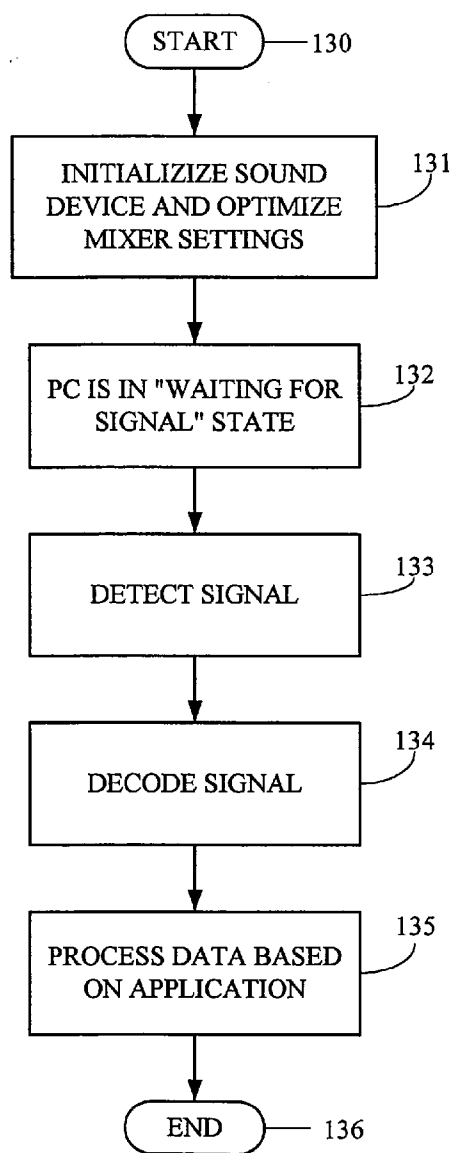 START
130
INITIALIZIZE SOUND
DEVICE AND OPTIMIZE
MIXER SETTINGS
131
PC IS IN "WAITING FOR
SIGNAL" STATE
132
DETECT SIGNAL
133
DECODE SIGNAL
134
PROCESS DATA BASED
ON APPLICATION
135
END
136